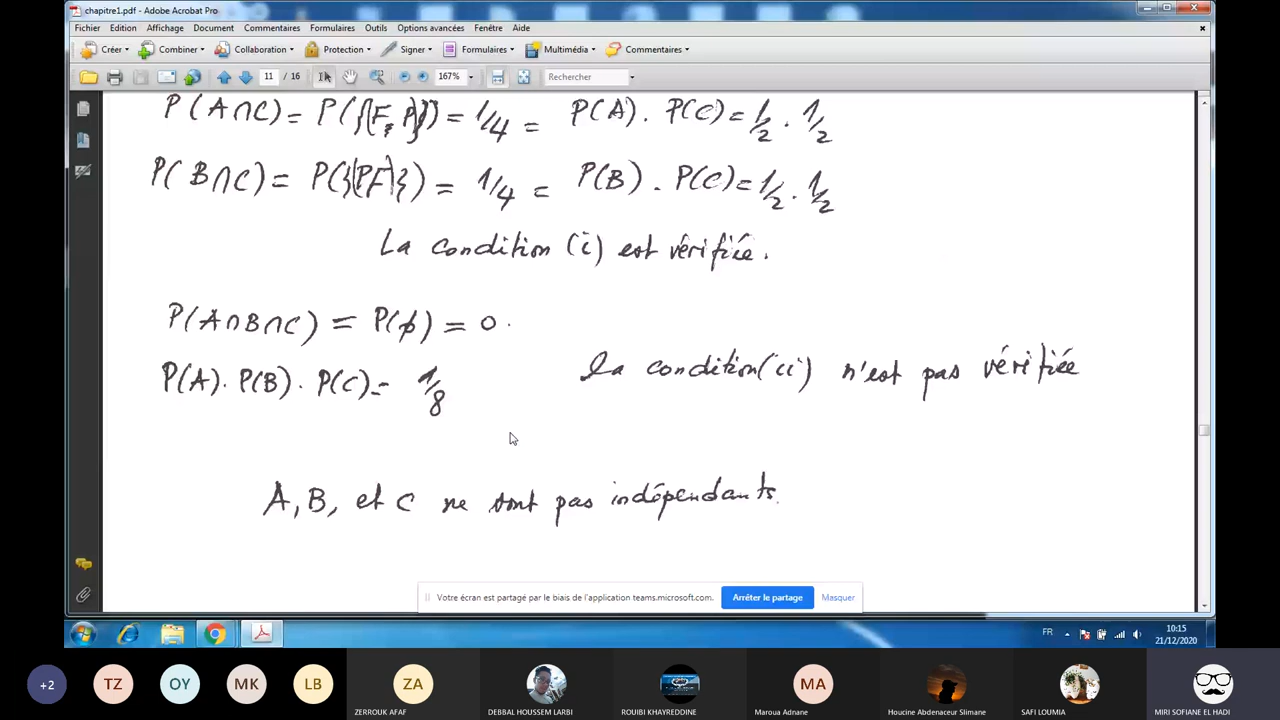 chapitre1.pdf - Adobe Acrobat Pro
Fichier Edition Affichage Document Commentaires Formulaires Outils Options avancées Fenêtre Aide
Créer Combiner Collaboration Protection Signer Formulaires Multimédia Commentaires
11 / 16 167% Rechercher
P(A∩C) = P({(F,P)}) = 1/4 = P(A) . P(C) = 1/2 . 1/2
P(B∩C) = P({(PF)}) = 1/4 = P(B) . P(C) = 1/2 . 1/2
La condition (i) est vérifiée.
P(A∩B∩C) = P(ϕ) = 0.
P(A). P(B). P(C) = 1/8
la condition (ii) n'est pas vérifiée
A, B, et C ne sont pas indépendants.
Votre écran est partagé par le biais de l'application teams.microsoft.com. Arrêter le partage Masquer
FR 10:15
21/12/2020
+2 TZ OY MK LB ZA MA
ZERROUK AFAF DEBBAL HOUSSEM LARBI ROUIBI KHAYREDDINE Maroua Adnane Houcine Abdenaceur Slimane SAFI LOUMIA MIRI SOFIANE EL HADI